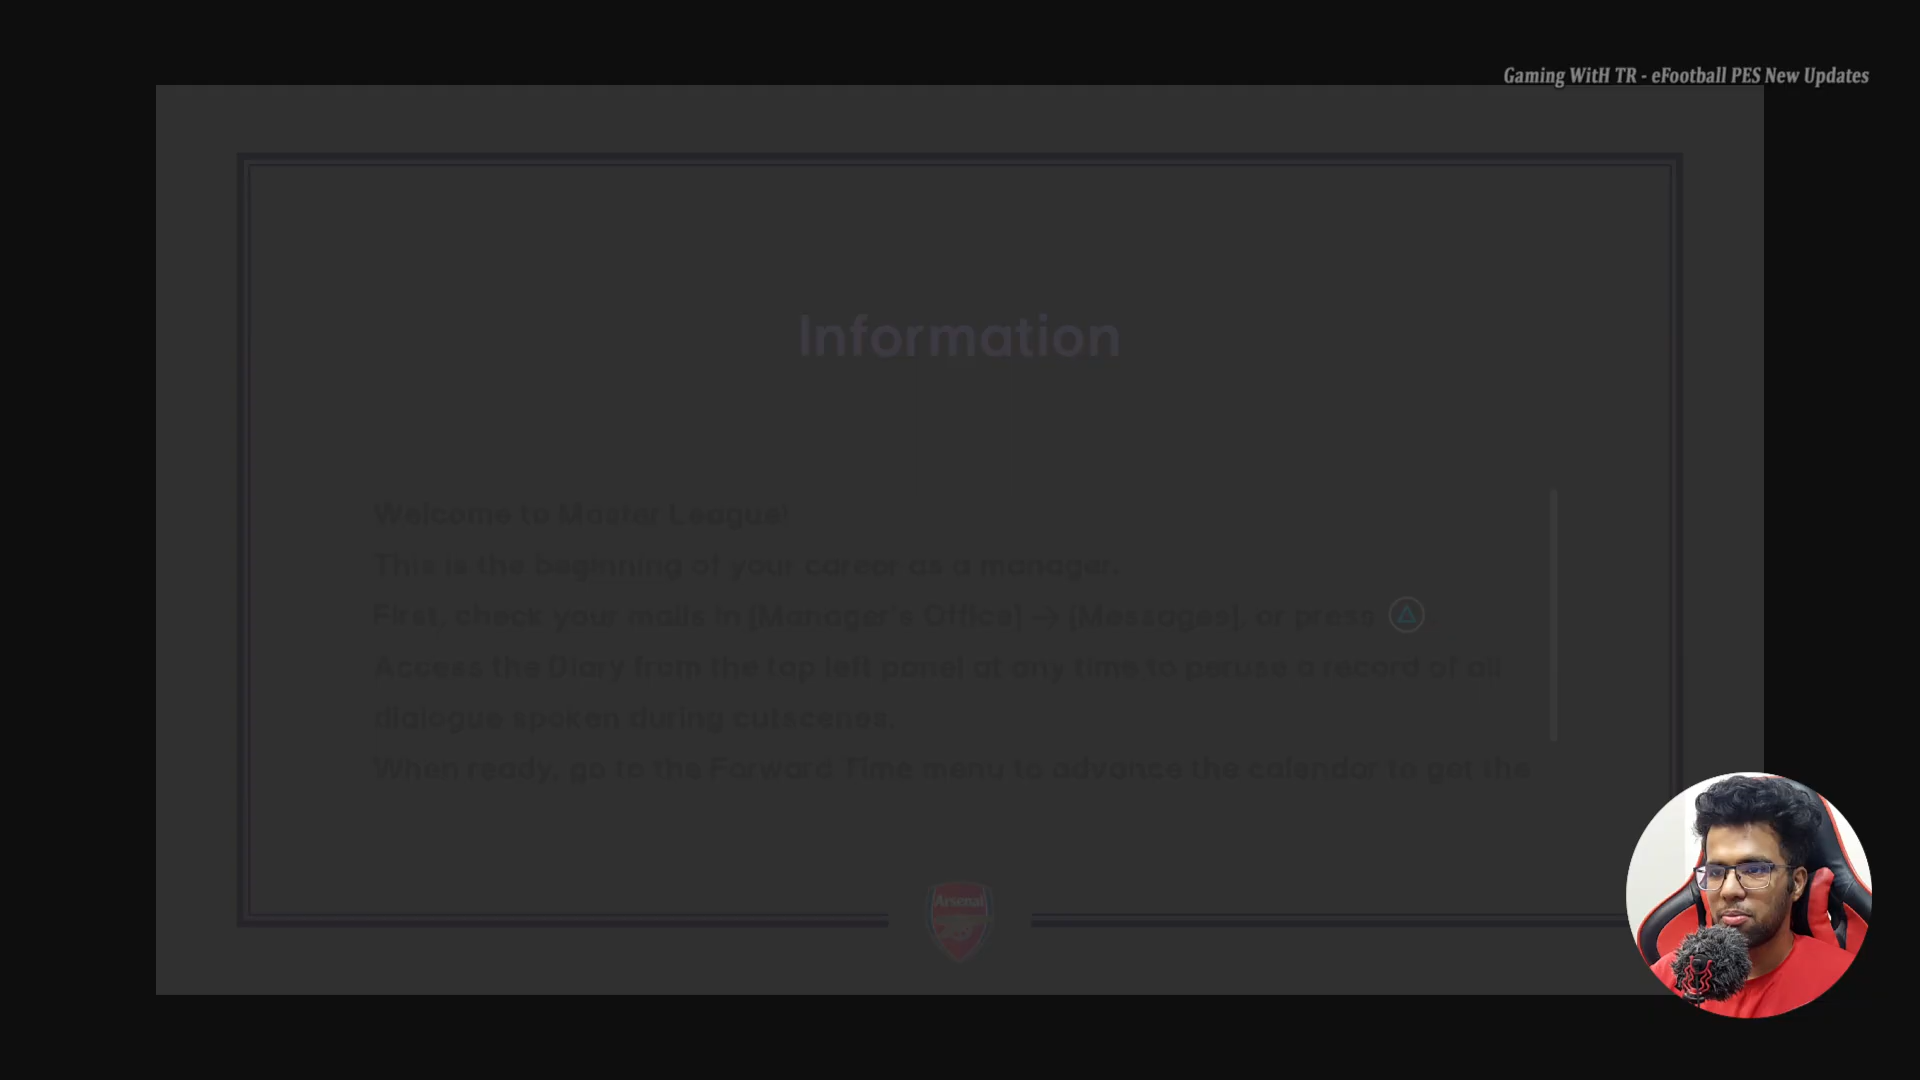 Gaming WitH TR - eFootball PES New Updates
Information
Welcome to Master League!
This is the beginning of your career as a manager.
First, check your mails in [Manager's Office] → [Messages], or press △ .
Access the Diary from the top left panel at any time to peruse a record of all
dialogue spoken during cutscenes.
When ready, go to the Forward Time menu to advance the calendar to get the
Arsenal